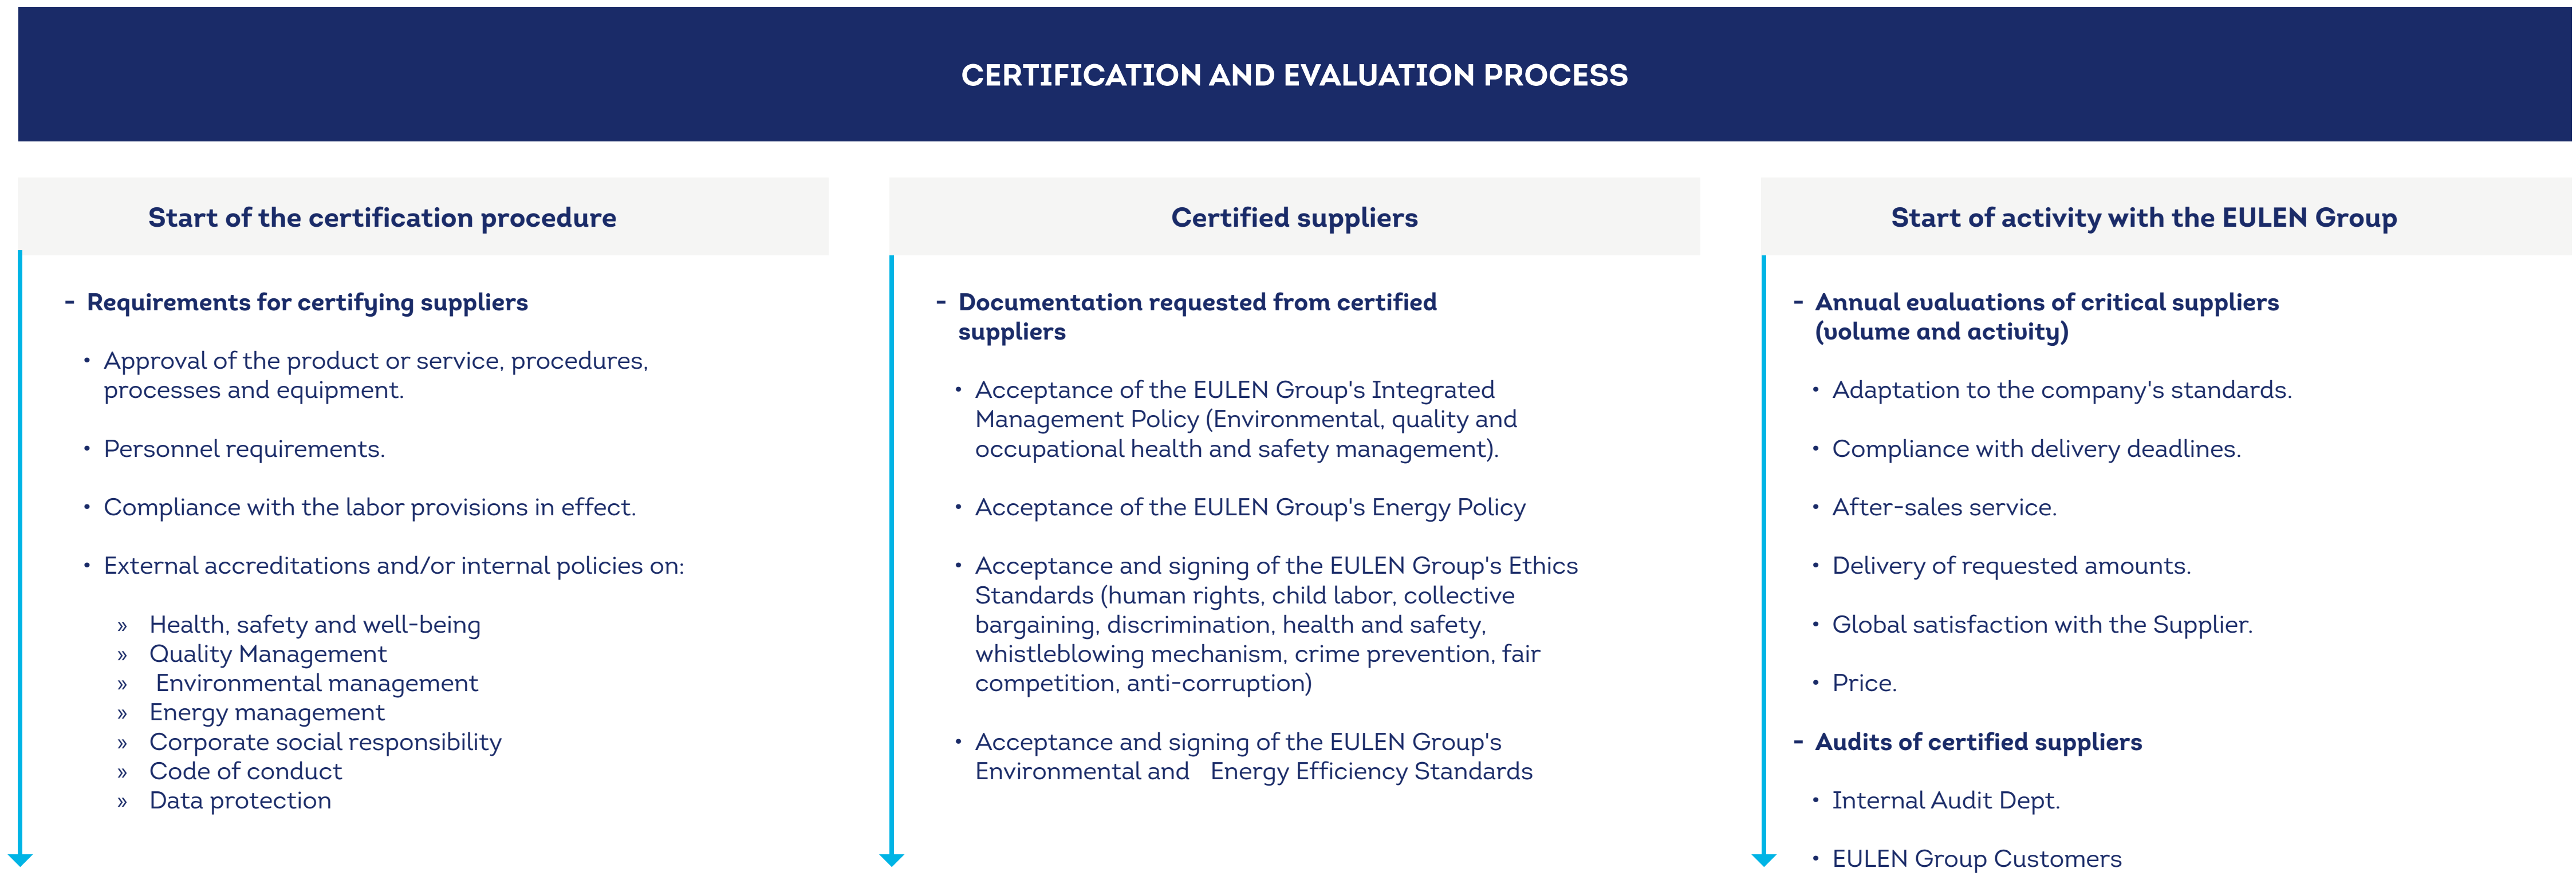 CERTIFICATION AND EVALUATION PROCESS
Start of the certification procedure
- Requirements for certifying suppliers
• Approval of the product or service, procedures,
processes and equipment.
• Personnel requirements.
• Compliance with the labor provisions in effect.
• External accreditations and/or internal policies on:
» Health, safety and well-being
» Quality Management
» Environmental management
» Energy management
» Corporate social responsibility
» Code of conduct
» Data protection
Certified suppliers
- Documentation requested from certified
suppliers
• Acceptance of the EULEN Group's Integrated
Management Policy (Environmental, quality and
occupational health and safety management).
• Acceptance of the EULEN Group's Energy Policy
• Acceptance and signing of the EULEN Group's Ethics
Standards (human rights, child labor, collective
bargaining, discrimination, health and safety,
whistleblowing mechanism, crime prevention, fair
competition, anti-corruption)
• Acceptance and signing of the EULEN Group's
Environmental and Energy Efficiency Standards
Start of activity with the EULEN Group
- Annual evaluations of critical suppliers
(volume and activity)
• Adaptation to the company's standards.
• Compliance with delivery deadlines.
• After-sales service.
• Delivery of requested amounts.
• Global satisfaction with the Supplier.
• Price.
- Audits of certified suppliers
• Internal Audit Dept.
• EULEN Group Customers